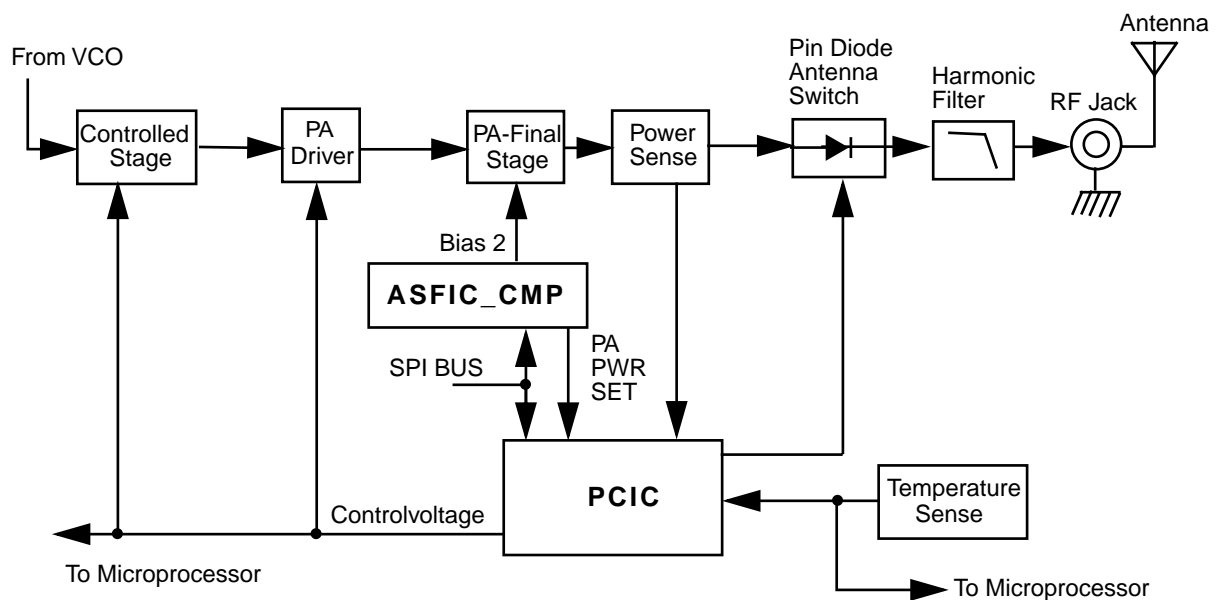 Antenna
From VCO
Pin Diode
Antenna
Switch
Harmonic
Filter
RF Jack
Controlled
Stage
PA
Driver
PA-Final
Stage
Power
Sense
Bias 2
ASFIC_CMP
SPI BUS
PA
PWR
SET
PCIC
Temperature
Sense
Controlvoltage
To Microprocessor
To Microprocessor